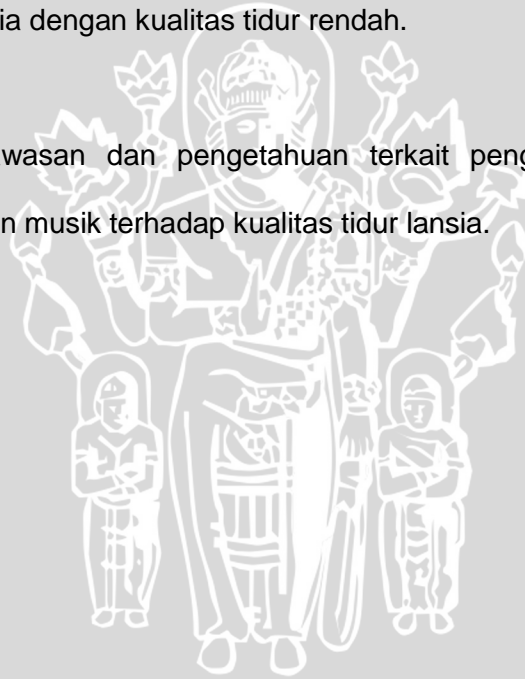 ia dengan kualitas tidur rendah.
wasan dan pengetahuan terkait peng
n musik terhadap kualitas tidur lansia.